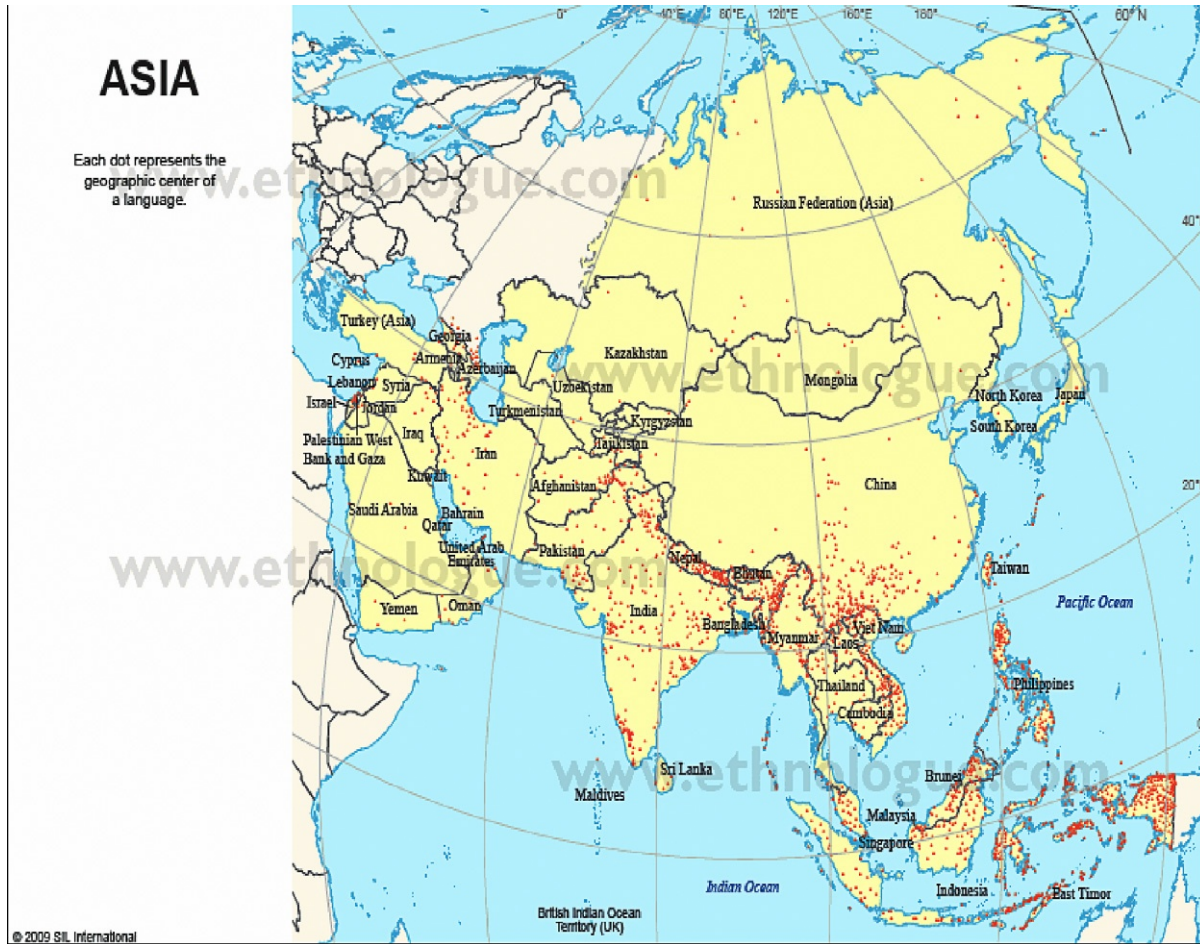 ASIA
Each dot represents the
geographic center of
a language.
www.ethnologue.com
0°
40°E
80°E
120°E
160°E
180°
60°N
40°
20°
0
Russian Federation (Asia)
Turkey (Asia)
Georgia
Armenia
Azerbaijan
Cyprus
Lebanon
Syria
Israel
Jordan
Palestinian West
Bank and Gaza
Iraq
Kuwait
Iran
Saudi Arabia
Bahrain
Qatar
United Arab
Emirates
Yemen
Oman
Kazakhstan
www.ethnologue.com
Uzbekistan
Turkmenistan
Kyrgyzstan
Tajikistan
Afghanistan
Pakistan
Mongolia
North Korea
South Korea
Japan
China
www.ethnologue.com
Nepal
Bhutan
India
Bangladesh
Myanmar
Viet Nam
Laos
Thailand
Cambodia
Taiwan
Pacific Ocean
Philippines
Sri Lanka
Maldives
www.ethnologue.com
Brunei
Malaysia
Singapore
Indonesia
East Timor
Indian Ocean
British Indian Ocean
Territory (UK)
© 2009 SIL International